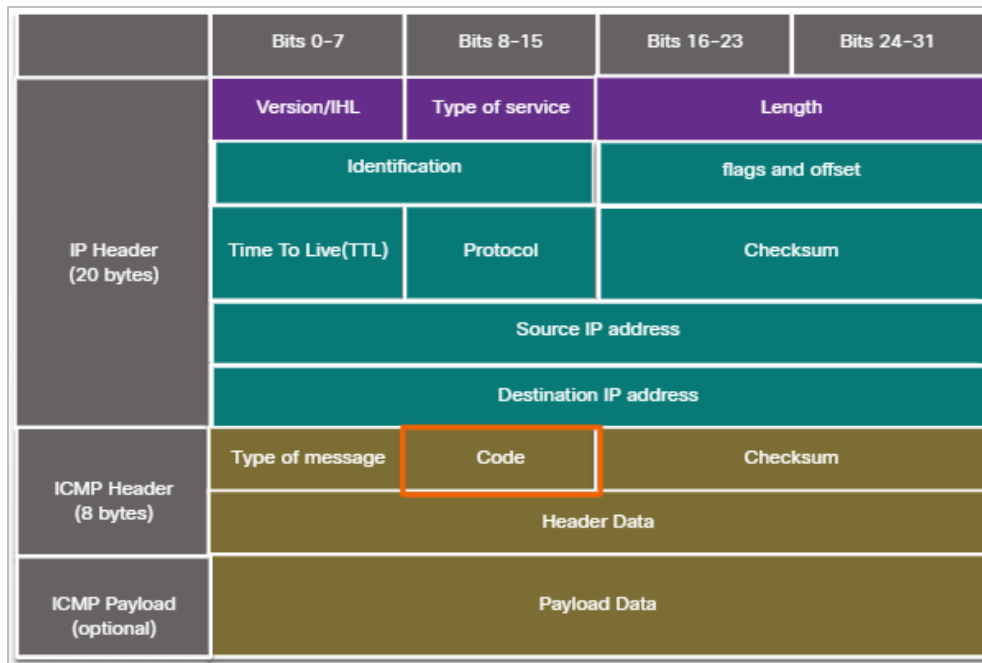 Bits 0-7
Bits 8-15
Bits 16-23
Bits 24-31
IP Header
(20 bytes)
Version/IHL
Type of service
Length
Identification
flags and offset
Time To Live(TTL)
Protocol
Checksum
Source IP address
Destination IP address
ICMP Header
(8 bytes)
Type of message
Code
Checksum
Header Data
ICMP Payload
(optional)
Payload Data